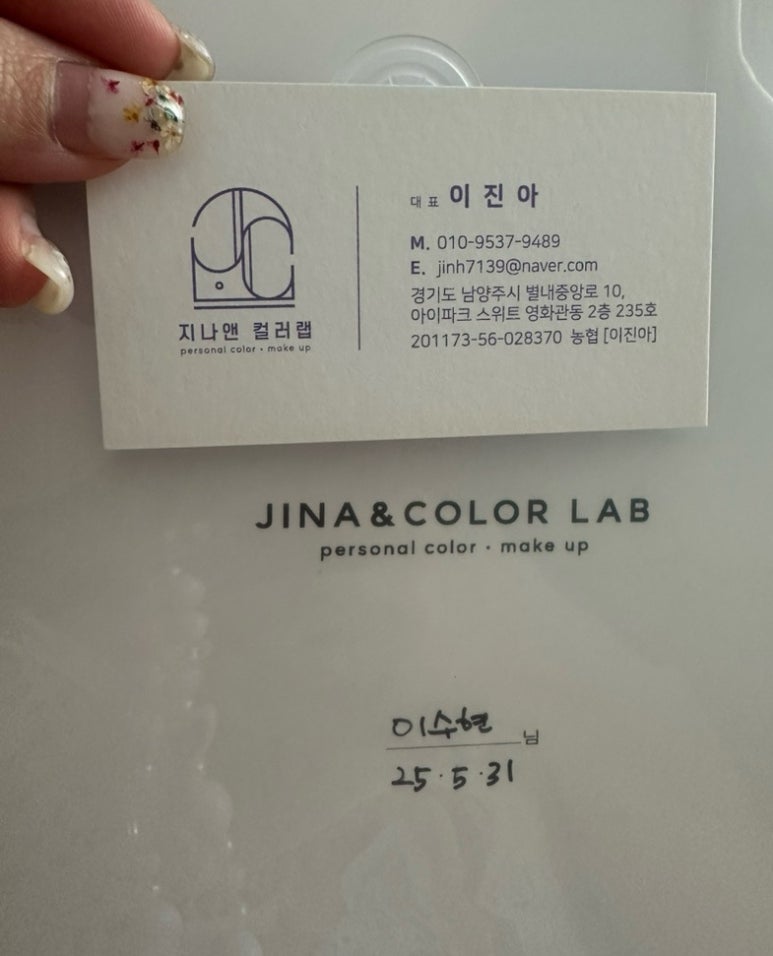 대표 이진아
M. 010-9537-9489
E. jinh7139@naver.com
경기도 남양주시 별내중앙로 10,
아이파크 스위트 영화관동 2층 235호
201173-56-028370 농협 [이진아]
지나앤 컬러랩
personal color · make up
JINA&COLOR LAB
personal color · make up
이수현님
25·5·31